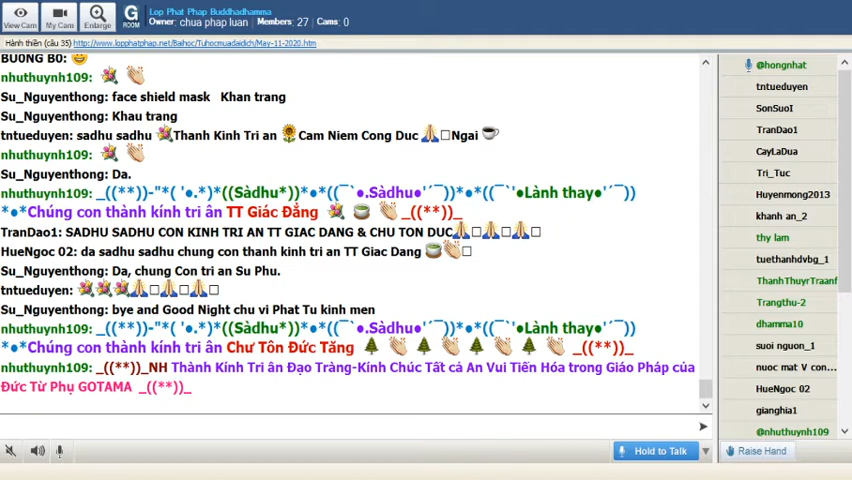 View Cam
My Cam
Enlarge
G ROOM
Lop Phat Phap Buddhadhamma
Owner: chua phap luan Members: 27 Cams: 0
Hành thiền (câu 35) http://www.lopphatphap.net/Baihoc/Tuhocmuadaidich/May-11-2020.htm
BU0NG B0: 😄
nhuthuynh109: 💐 👏
Su_Nguyenthong: face shield mask Khan trang
Su_Nguyenthong: Khau trang
tntueduyen: sadhu sadhu 💐Thanh Kinh Tri an 🌻Cam Niem Cong Duc 🙏□Ngai ☕
nhuthuynh109: 💐 👏
Su_Nguyenthong: Da.
nhuthuynh109: _((**))-"*( '●.*)*((Sàdhu*))*●*((¯`●.Sàdhu●'´¯))*●*((¯`'●Lành thay●'´¯))
*●*Chúng con thành kính tri ân TT Giác Đẳng 💐 🍵 👏 _((**))_
TranDao1: SADHU SADHU CON KINH TRI AN TT GIAC DANG & CHU TON DUC🙏□🙏□🙏□
HueNgoc 02: da sadhu sadhu chung con thanh kinh tri an TT Giac Dang 🍵👏□
Su_Nguyenthong: Da, chung Con tri an Su Phu.
tntueduyen: 💐💐💐🙏□🙏□🙏□
Su_Nguyenthong: bye and Good Night chu vi Phat Tu kinh men
nhuthuynh109: _((**))-"*( '●.*)*((Sàdhu*))*●*((¯`●.Sàdhu●'´¯))*●*((¯`'●Lành thay●'´¯))
*●*Chúng con thành kính tri ân Chư Tôn Đức Tăng 🌲 👏 🌲 👏 🌲 👏 🌲 👏 _((**))_
nhuthuynh109: _((**))_NH Thành Kính Tri ân Đạo Tràng-Kính Chúc Tất cả An Vui Tiến Hóa trong Giáo Pháp của
Đức Từ Phụ GOTAMA _((**))_
@hongnhat
tntueduyen
SonSuoI
TranDao1
CayLaDua
Tri_Tuc
Huyenmong2013
khanh an_2
thy lam
tuethanhdvbg_1
ThanhThuyrTraanf
Trangthu-2
dhamma10
suoi nguon_1
nuoc mat V con...
HueNgoc 02
gianghia1
@nhuthuynh109
Hold to Talk
Raise Hand